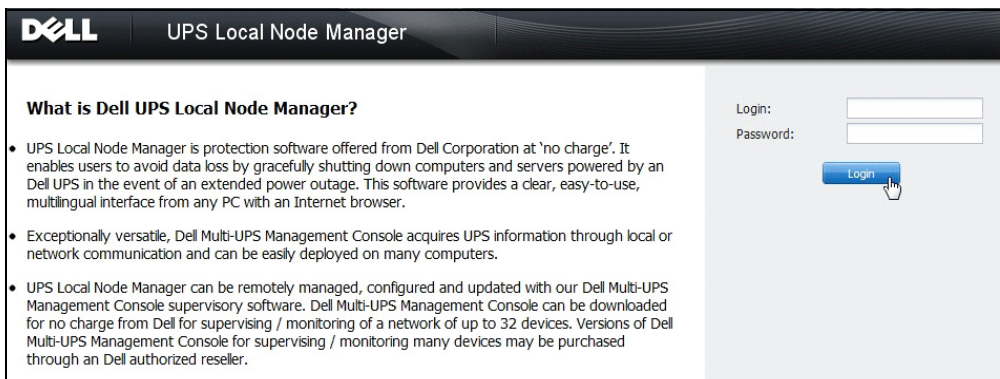 DELL UPS Local Node Manager
What is Dell UPS Local Node Manager?
• UPS Local Node Manager is protection software offered from Dell Corporation at ‘no charge’. It
enables users to avoid data loss by gracefully shutting down computers and servers powered by an
Dell UPS in the event of an extended power outage. This software provides a clear, easy-to-use,
multilingual interface from any PC with an Internet browser.
• Exceptionally versatile, Dell Multi-UPS Management Console acquires UPS information through local or
network communication and can be easily deployed on many computers.
• UPS Local Node Manager can be remotely managed, configured and updated with our Dell Multi-UPS
Management Console supervisory software. Dell Multi-UPS Management Console can be downloaded
for no charge from Dell for supervising / monitoring of a network of up to 32 devices. Versions of Dell
Multi-UPS Management Console for supervising / monitoring many devices may be purchased
through an Dell authorized reseller.
Login:
Password:
Login